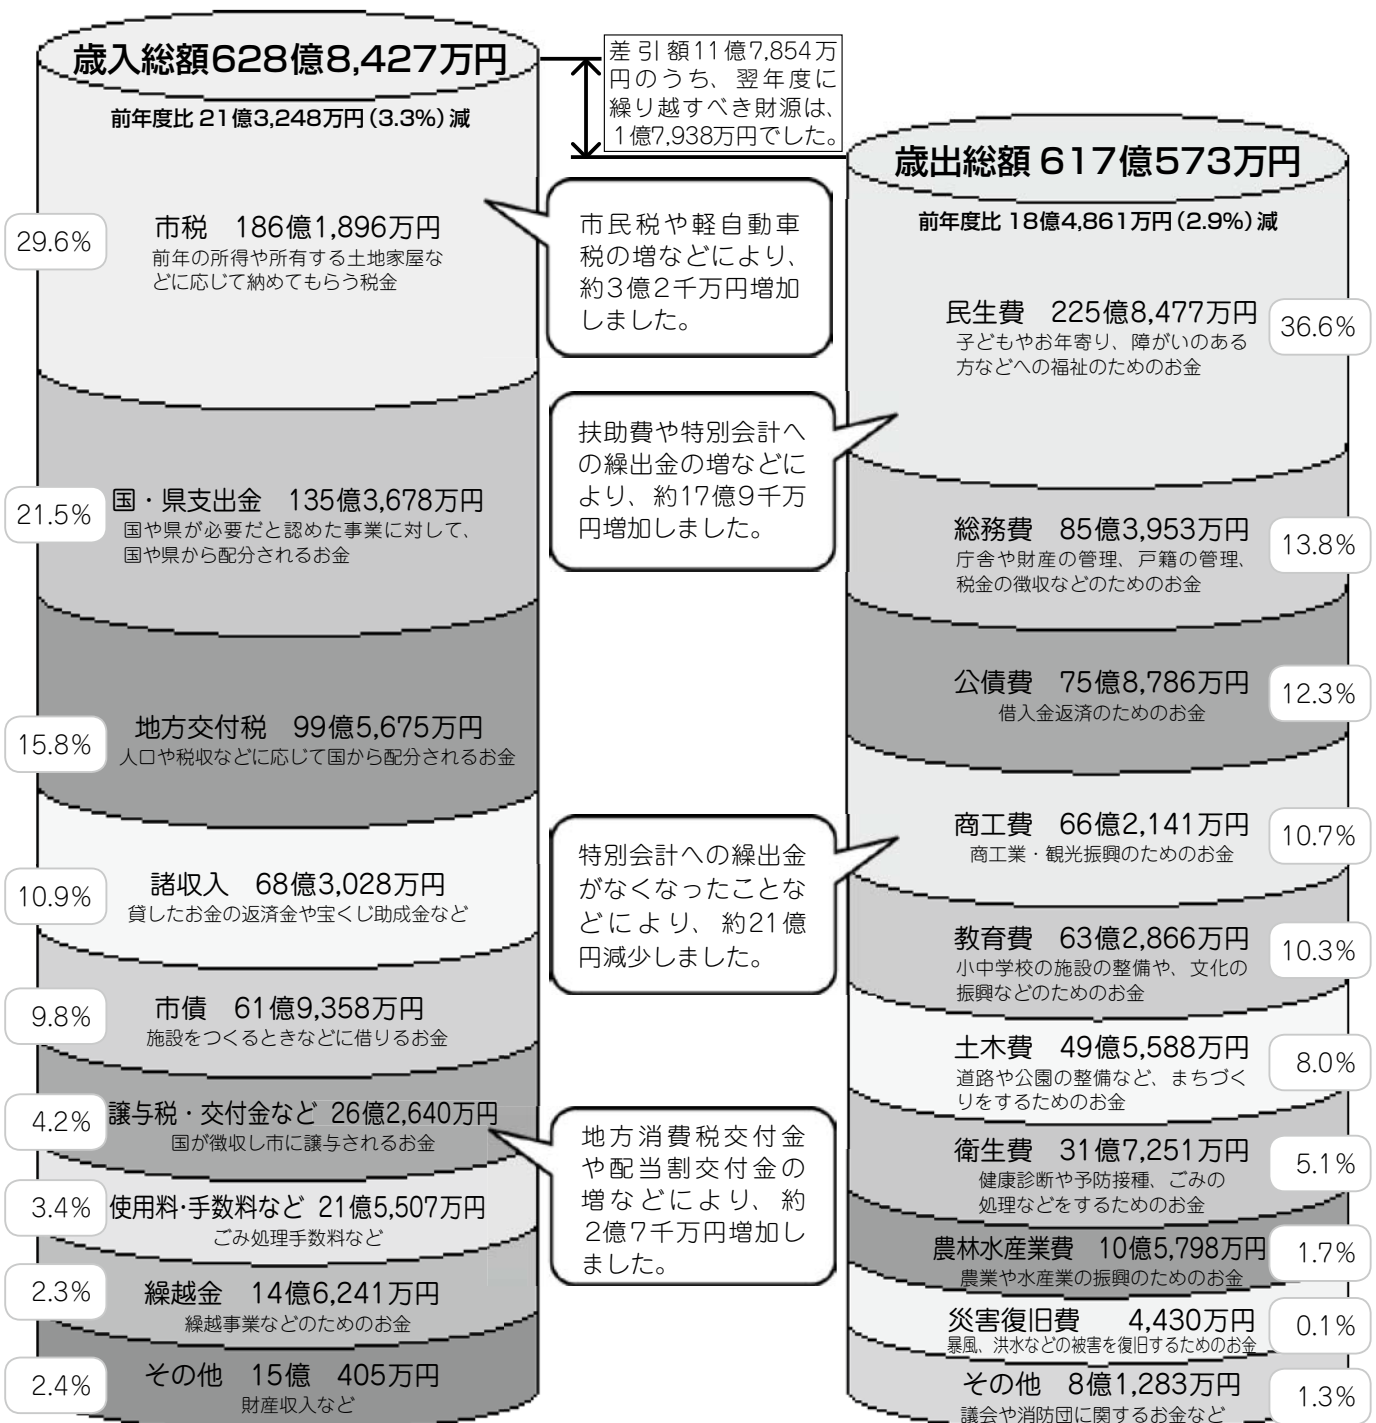 歳入総額628億8,427万円
前年度比 21億3,248万円(3.3%)減
差引額11億7,854万
円のうち、翌年度に
繰り越すべき財源は、
1億7,938万円でした。
29.6%
市税 186億1,896万円
前年の所得や所有する土地家屋な
どに応じて納めてもらう税金
市民税や軽自動車
税の増などにより、
約3億2千万円増加
しました。
21.5%
国・県支出金 135億3,678万円
国や県が必要だと認めた事業に対して、
国や県から配分されるお金
15.8%
地方交付税 99億5,675万円
人口や税収などに応じて国から配分されるお金
10.9%
諸収入 68億3,028万円
貸したお金の返済金や宝くじ助成金など
9.8%
市債 61億9,358万円
施設をつくるときなどに借りるお金
4.2%
譲与税・交付金など 26億2,640万円
国が徴収し市に譲与されるお金
地方消費税交付金
や配当割交付金の
増などにより、約
2億7千万円増加し
ました。
3.4%
使用料・手数料など 21億5,507万円
ごみ処理手数料など
2.3%
繰越金 14億6,241万円
繰越事業などのためのお金
2.4%
その他 15億 405万円
財産収入など
歳出総額 617億573万円
前年度比 18億4,861万円(2.9%)減
民生費 225億8,477万円
子どもやお年寄り、障がいのある
方などへの福祉のためのお金
36.6%
扶助費や特別会計へ
の繰出金の増などに
より、約17億9千万
円増加しました。
総務費 85億3,953万円
庁舎や財産の管理、戸籍の管理、
税金の徴収などのためのお金
13.8%
公債費 75億8,786万円
借入金返済のためのお金
12.3%
商工費 66億2,141万円
商工業・観光振興のためのお金
10.7%
特別会計への繰出金
がなくなったことな
どにより、約21億
円減少しました。
教育費 63億2,866万円
小中学校の施設の整備や、文化の
振興などのためのお金
10.3%
土木費 49億5,588万円
道路や公園の整備など、まちづく
りをするためのお金
8.0%
衛生費 31億7,251万円
健康診断や予防接種、ごみの
処理などをするためのお金
5.1%
農林水産業費 10億5,798万円
農業や水産業の振興のためのお金
1.7%
災害復旧費 4,430万円
暴風、洪水などの被害を復旧するためのお金
0.1%
その他 8億1,283万円
議会や消防団に関するお金など
1.3%